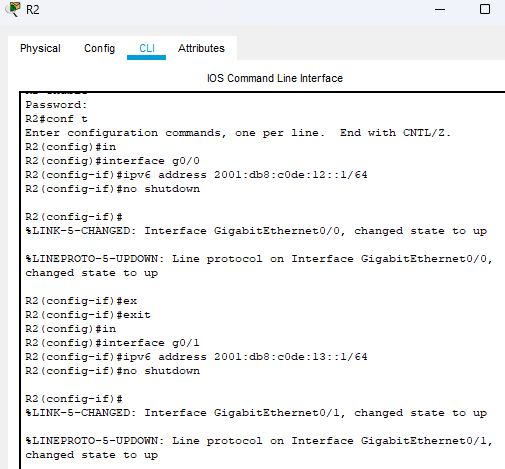 R2
Physical Config CLI Attributes
IOS Command Line Interface
Password:
R2#conf t
Enter configuration commands, one per line.  End with CNTL/Z.
R2(config)#in
R2(config)#interface g0/0
R2(config-if)#ipv6 address 2001:db8:c0de:12::1/64
R2(config-if)#no shutdown
R2(config-if)#
%LINK-5-CHANGED: Interface GigabitEthernet0/0, changed state to up
%LINEPROTO-5-UPDOWN: Line protocol on Interface GigabitEthernet0/0,
changed state to up
R2(config-if)#ex
R2(config-if)#exit
R2(config)#in
R2(config)#interface g0/1
R2(config-if)#ipv6 address 2001:db8:c0de:13::1/64
R2(config-if)#no shutdown
R2(config-if)#
%LINK-5-CHANGED: Interface GigabitEthernet0/1, changed state to up
%LINEPROTO-5-UPDOWN: Line protocol on Interface GigabitEthernet0/1,
changed state to up